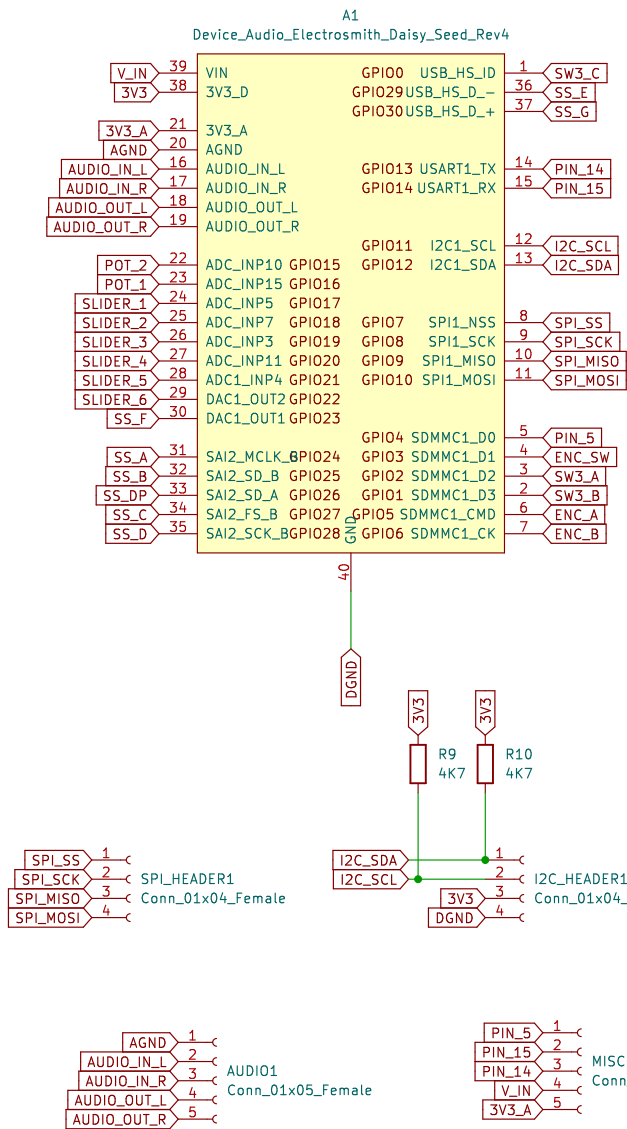 A1
Device_Audio_Electrosmith_Daisy_Seed_Rev4
V_IN 39 VIN GPIO0 USB_HS_ID 1 SW3_C
3V3 38 3V3_D GPIO29 USB_HS_D_- 36 SS_E
GPIO30 USB_HS_D_+ 37 SS_G
3V3_A 21 3V3_A
AGND 20 AGND
AUDIO_IN_L 16 AUDIO_IN_L GPIO13 USART1_TX 14 PIN_14
AUDIO_IN_R 17 AUDIO_IN_R GPIO14 USART1_RX 15 PIN_15
AUDIO_OUT_L 18 AUDIO_OUT_L
AUDIO_OUT_R 19 AUDIO_OUT_R
GPIO11 I2C1_SCL 12 I2C_SCL
POT_2 22 ADC_INP10 GPIO15 GPIO12 I2C1_SDA 13 I2C_SDA
POT_1 23 ADC_INP15 GPIO16
SLIDER_1 24 ADC_INP5 GPIO17
SLIDER_2 25 ADC_INP7 GPIO18 GPIO7 SPI1_NSS 8 SPI_SS
SLIDER_3 26 ADC_INP3 GPIO19 GPIO8 SPI1_SCK 9 SPI_SCK
SLIDER_4 27 ADC_INP11 GPIO20 GPIO9 SPI1_MISO 10 SPI_MISO
SLIDER_5 28 ADC1_INP4 GPIO21 GPIO10 SPI1_MOSI 11 SPI_MOSI
SLIDER_6 29 DAC1_OUT2 GPIO22
SS_F 30 DAC1_OUT1 GPIO23
GPIO4 SDMMC1_D0 5 PIN_5
SS_A 31 SAI2_MCLK_B GPIO24 GPIO3 SDMMC1_D1 4 ENC_SW
SS_B 32 SAI2_SD_B GPIO25 GPIO2 SDMMC1_D2 3 SW3_A
SS_DP 33 SAI2_SD_A GPIO26 GPIO1 SDMMC1_D3 2 SW3_B
SS_C 34 SAI2_FS_B GPIO27 GPIO5 SDMMC1_CMD 6 ENC_A
SS_D 35 SAI2_SCK_B GPIO28 GPIO6 SDMMC1_CK 7 ENC_B
GND
40
DGND
3V3 3V3
R9 R10
4K7 4K7
SPI_SS 1
SPI_SCK 2 SPI_HEADER1
SPI_MISO 3 Conn_01x04_Female
SPI_MOSI 4
I2C_SDA 1
I2C_SCL 2 I2C_HEADER1
3V3 3 Conn_01x04_
DGND 4
AGND 1
AUDIO_IN_L 2 AUDIO1
AUDIO_IN_R 3 Conn_01x05_Female
AUDIO_OUT_L 4
AUDIO_OUT_R 5
PIN_5 1
PIN_15 2 MISC
PIN_14 3 Conn
V_IN 4
3V3_A 5